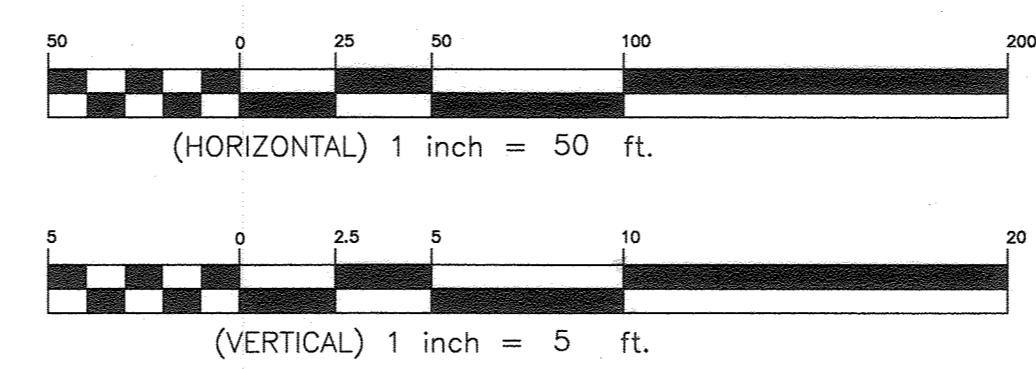 50 0 25 50 100 200
(HORIZONTAL) 1 inch = 50 ft.
5 0 2.5 5 10 20
(VERTICAL) 1 inch = 5 ft.